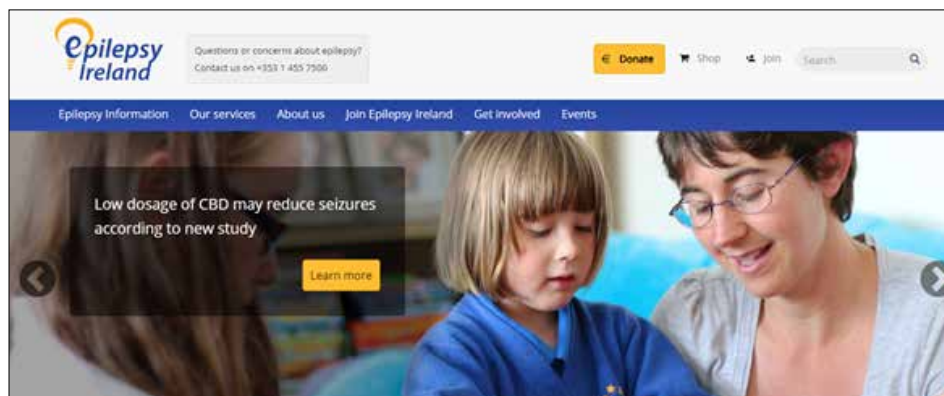 epilepsy
Ireland
Questions or concerns about epilepsy?
Contact us on +353 1 455 7500
€ Donate
Shop
Join
Search
Epilepsy Information Our services About us Join Epilepsy Ireland Get involved Events
Low dosage of CBD may reduce seizures
according to new study
Learn more